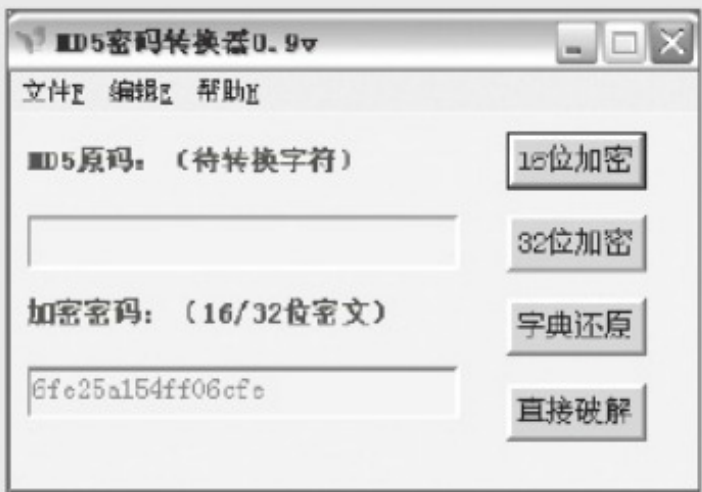 MD5密码转换器0.9v
文件F 编辑E 帮助H
MD5原码：（待转换字符）
16位加密
32位加密
加密密码：（16/32位密文）
字典还原
6fe25a154ff06cfe
直接破解